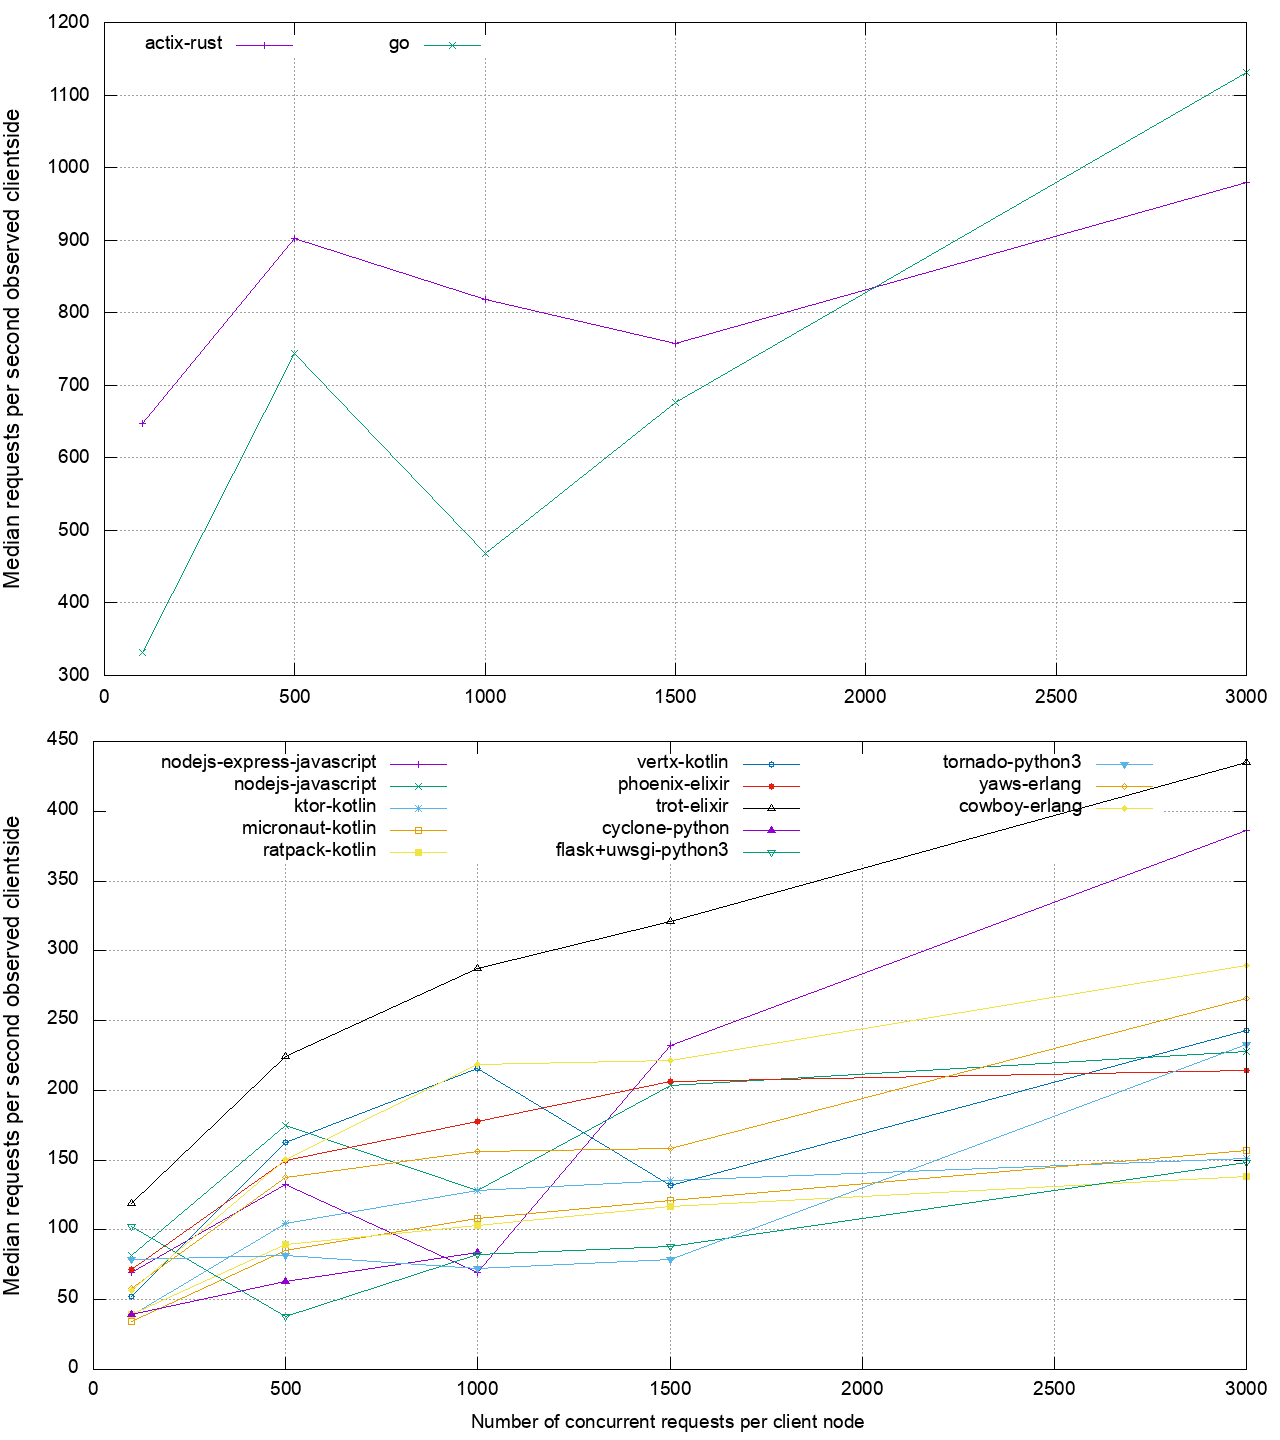 1200
1100
1000
900
800
700
600
500
400
300
Median requests per second observed clientside
actix-rust go
0 500 1000 1500 2000 2500 3000
450
400
350
300
250
200
150
100
50
0
Median requests per second observed clientside
nodejs-express-javascript vertx-kotlin tornado-python3
nodejs-javascript phoenix-elixir yaws-erlang
ktor-kotlin trot-elixir cowboy-erlang
micronaut-kotlin cyclone-python
ratpack-kotlin flask+uwsgi-python3
0 500 1000 1500 2000 2500 3000
Number of concurrent requests per client node